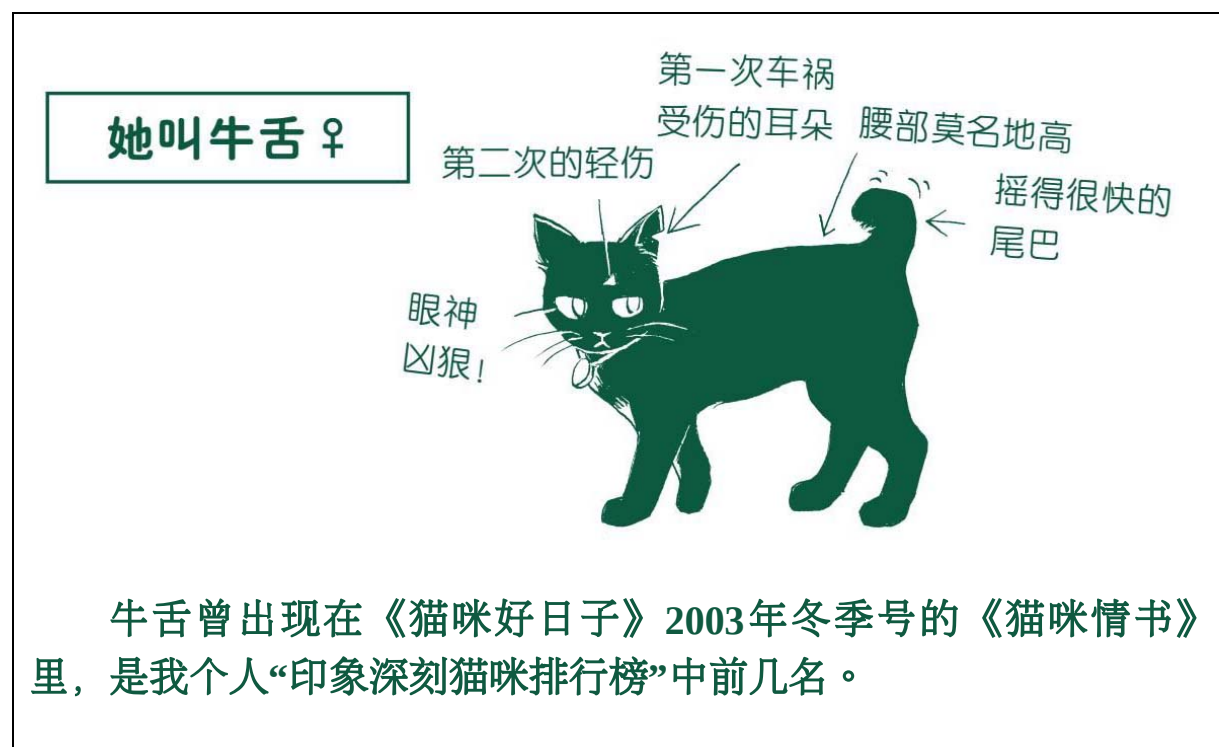 她叫牛舌♀
第一次车祸
受伤的耳朵
腰部莫名地高
第二次的轻伤
摇得很快的
尾巴
眼神
凶狠!
牛舌曾出现在《猫咪好日子》2003年冬季号的《猫咪情书》
里，是我个人“印象深刻猫咪排行榜”中前几名。